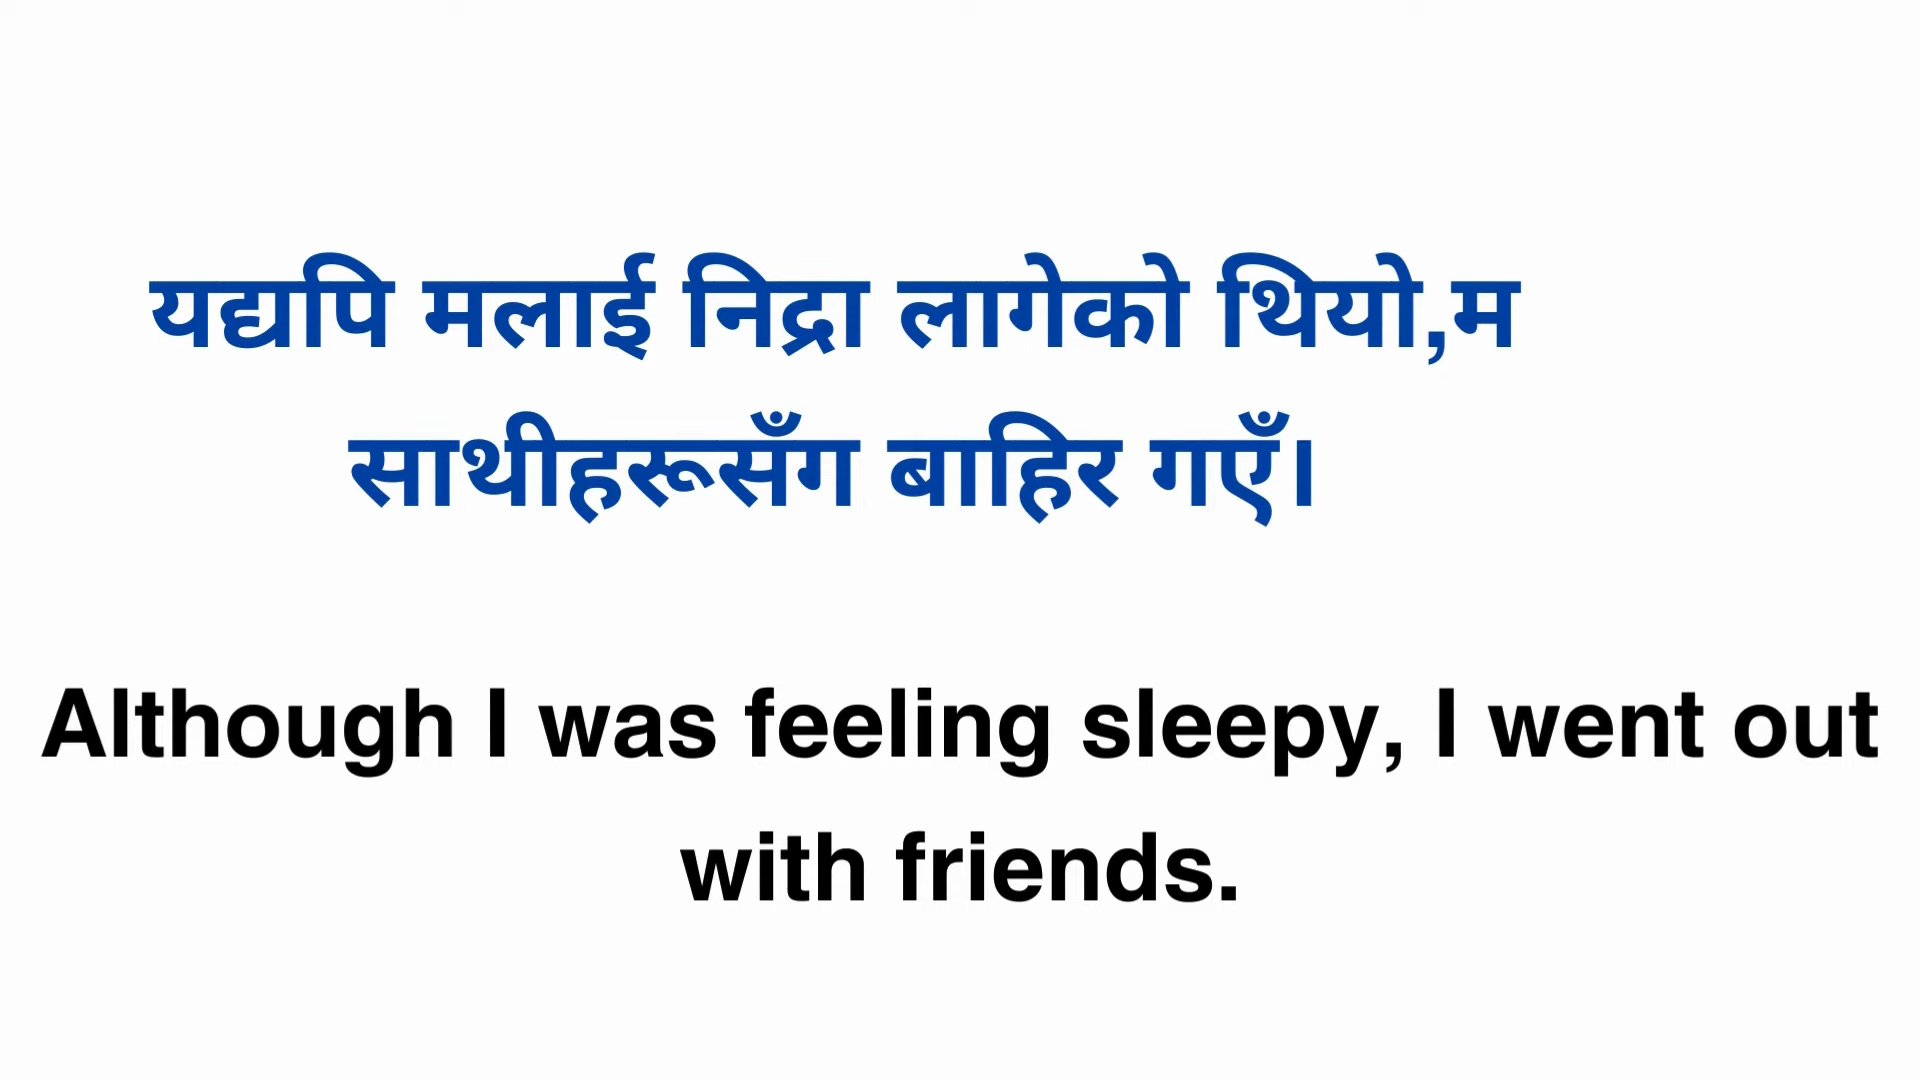 यद्यपि मलाई निद्रा लागेको थियो,म
साथीहरूसँग बाहिर गएँ।
Although I was feeling sleepy, I went out
with friends.